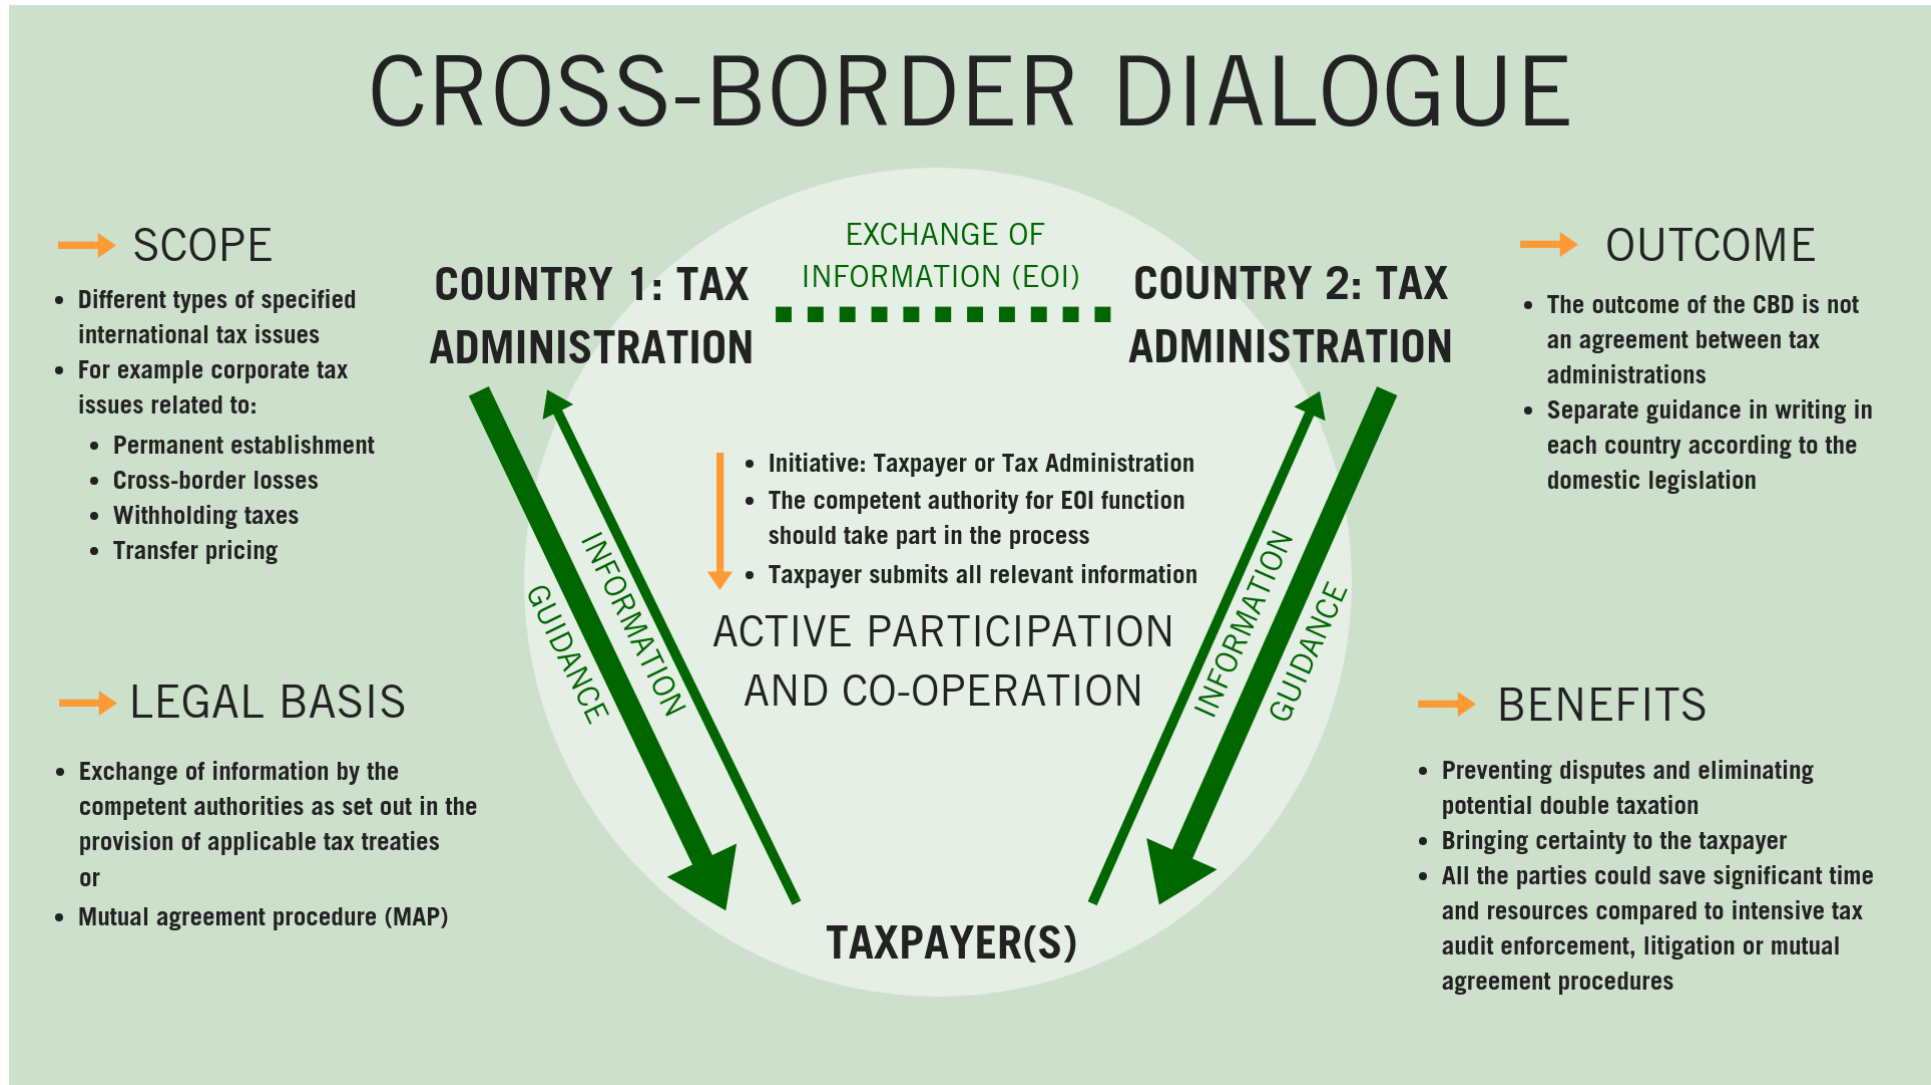 CROSS-BORDER DIALOGUE
SCOPE
Different types of specified
international tax issues
For example corporate tax
issues related to:
Permanent establishment
Cross-border losses
Withholding taxes
Transfer pricing
LEGAL BASIS
Exchange of information by the
competent authorities as set out in the
provision of applicable tax treaties
or
Mutual agreement procedure (MAP)
COUNTRY 1: TAX
ADMINISTRATION
EXCHANGE OF
INFORMATION (EOI)
COUNTRY 2: TAX
ADMINISTRATION
GUIDANCE
INFORMATION
Initiative: Taxpayer or Tax Administration
The competent authority for EOI function
should take part in the process
Taxpayer submits all relevant information
ACTIVE PARTICIPATION
AND CO-OPERATION
INFORMATION
GUIDANCE
TAXPAYER(S)
OUTCOME
The outcome of the CBD is not
an agreement between tax
administrations
Separate guidance in writing in
each country according to the
domestic legislation
BENEFITS
Preventing disputes and eliminating
potential double taxation
Bringing certainty to the taxpayer
All the parties could save significant time
and resources compared to intensive tax
audit enforcement, litigation or mutual
agreement procedures